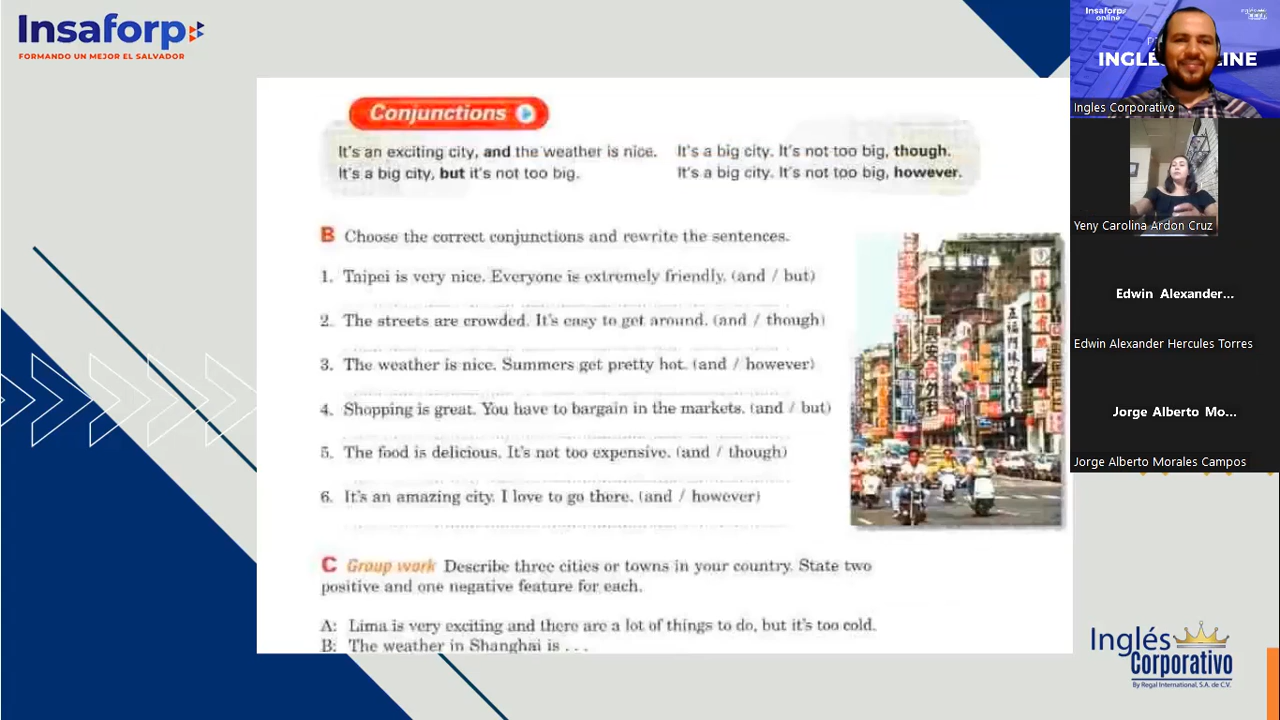 Insaforp
FORMANDO UN MEJOR EL SALVADOR
Conjunctions
It's an exciting city, and the weather is nice. It's a big city. It's not too big, though.
It's a big city, but it's not too big. It's a big city. It's not too big, however.
B Choose the correct conjunctions and rewrite the sentences.
1. Taipei is very nice. Everyone is extremely friendly. (and / but)
2. The streets are crowded. It's easy to get around. (and / though)
3. The weather is nice. Summers get pretty hot. (and / however)
4. Shopping is great. You have to bargain in the markets. (and / but)
5. The food is delicious. It's not too expensive. (and / though)
6. It's an amazing city. I love to go there. (and / however)
C Group work Describe three cities or towns in your country. State two
positive and one negative feature for each.
A: Lima is very exciting and there are a lot of things to do, but it's too cold.
B: The weather in Shanghai is . . .
Insaforp
online
Ingles Corporativo
Yeny Carolina Ardon Cruz
Edwin Alexander...
Edwin Alexander Hercules Torres
Jorge Alberto Mo...
Jorge Alberto Morales Campos
Inglés
Corporativo
By Regal International, S.A. de C.V.